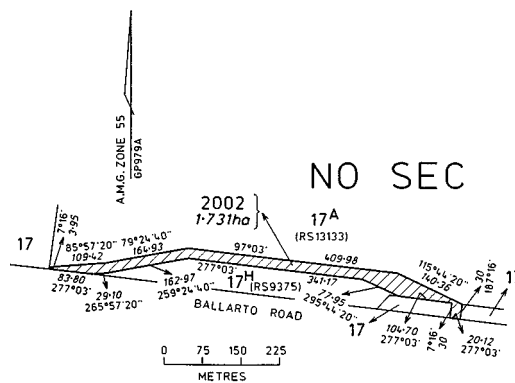 A.M.G. ZONE 55
GP979A
NO SEC
2002
1·731ha
17A
(RS13133)
7°16'
3·95
17
85°57'20"
109·42
79°24'40"
164·93
97°03'
409·98
115°44'20"
140·36
30
187°16'
17
83·80
277°03'
29·10
265°57'20"
162·97
259°24'40"
277°03'
17H
(RS9375)
341·17
77·95
295°44'20"
BALLARTO ROAD
17
104·70
277°03'
7°16'
30
20·12
277°03'
0 75 150 225
METRES